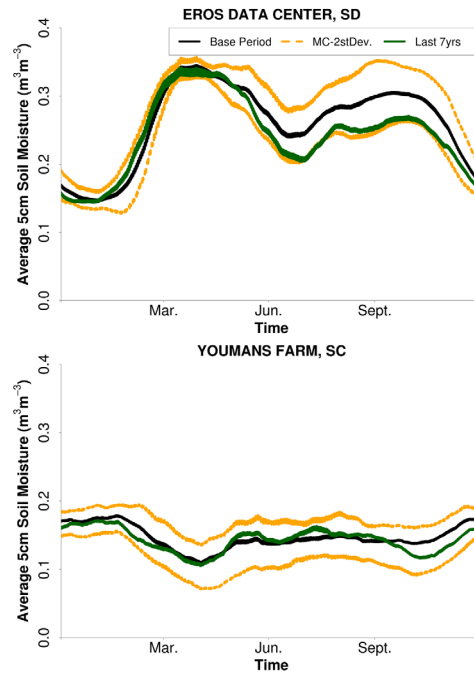 EROS DATA CENTER, SD
Base Period MC-2stDev. Last 7yrs
Average 5cm Soil Moisture (m³m⁻³)
0.4
0.3
0.2
0.1
0.0
Mar. Jun. Sept.
Time
YOUMANS FARM, SC
Average 5cm Soil Moisture (m³m⁻³)
0.4
0.3
0.2
0.1
0.0
Mar. Jun. Sept.
Time